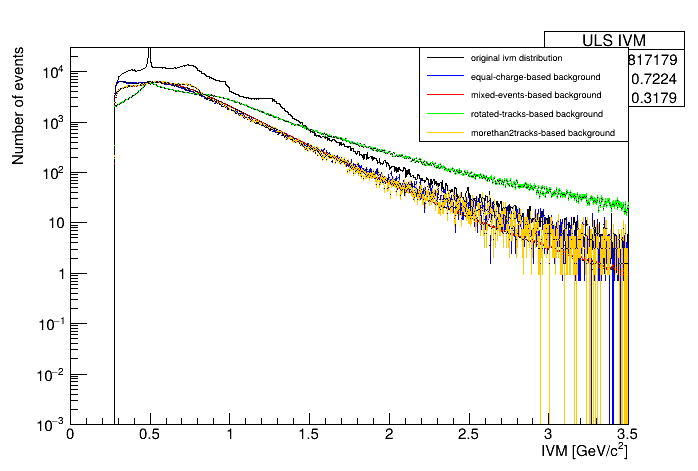 ULS IVM
817179
0.7224
0.3179
original ivm distribution
equal-charge-based background
mixed-events-based background
rotated-tracks-based background
morethan2tracks-based background
Number of events
10^4
10^3
10^2
10
1
10^−1
10^−2
10^−3
0 0.5 1 1.5 2 2.5 3 3.5
IVM [GeV/c^2]